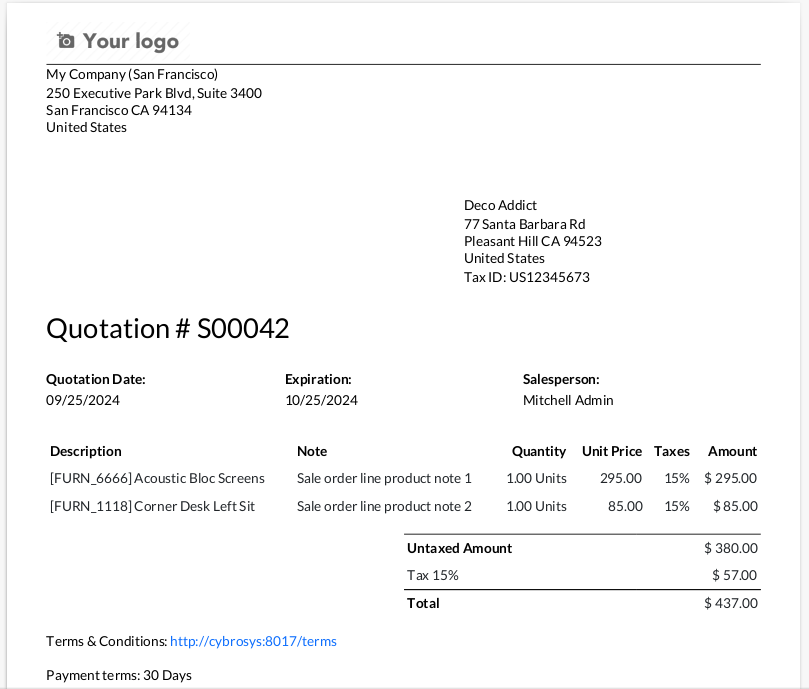 Your logo
My Company (San Francisco)
250 Executive Park Blvd, Suite 3400
San Francisco CA 94134
United States
Deco Addict
77 Santa Barbara Rd
Pleasant Hill CA 94523
United States
Tax ID: US12345673
Quotation # S00042
Quotation Date: Expiration: Salesperson:
09/25/2024 10/25/2024 Mitchell Admin
Description Note Quantity Unit Price Taxes Amount
[FURN_6666] Acoustic Bloc Screens Sale order line product note 1 1.00 Units 295.00 15% $ 295.00
[FURN_1118] Corner Desk Left Sit Sale order line product note 2 1.00 Units 85.00 15% $ 85.00
Untaxed Amount $ 380.00
Tax 15% $ 57.00
Total $ 437.00
Terms & Conditions: http://cybrosys:8017/terms
Payment terms: 30 Days